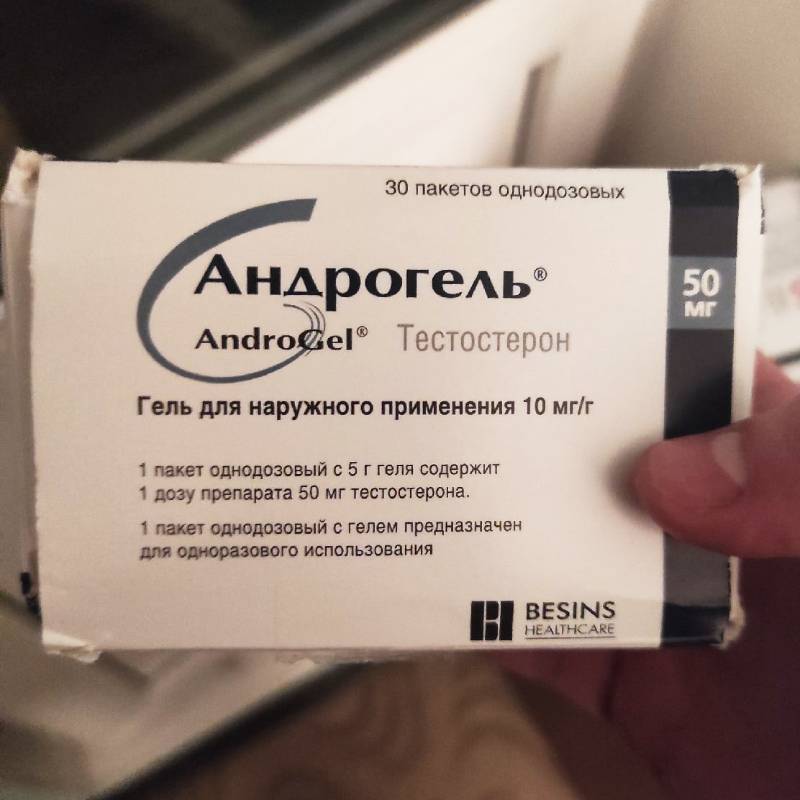 30 пакетов однодозовых
Андрогель®
50 мг
AndroGel® Тестостерон
Гель для наружного применения 10 мг/г
1 пакет однодозовый с 5 г геля содержит
1 дозу препарата 50 мг тестостерона.
1 пакет однодозовый с гелем предназначен
для одноразового использования
BESINS
HEALTHCARE